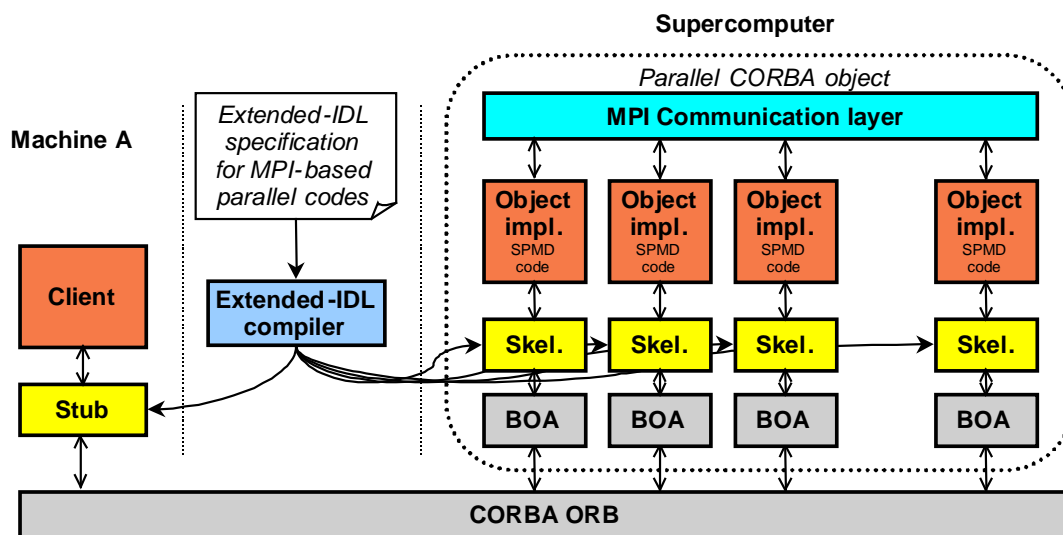 Supercomputer
Parallel CORBA object
MPI Communication layer
Machine A
Extended-IDL
specification
for MPI-based
parallel codes
Object
impl.
SPMD
code
Object
impl.
SPMD
code
Object
impl.
SPMD
code
Object
impl.
SPMD
code
Client
Extended-IDL
compiler
Skel.
Skel.
Skel.
Skel.
Stub
BOA
BOA
BOA
BOA
CORBA ORB